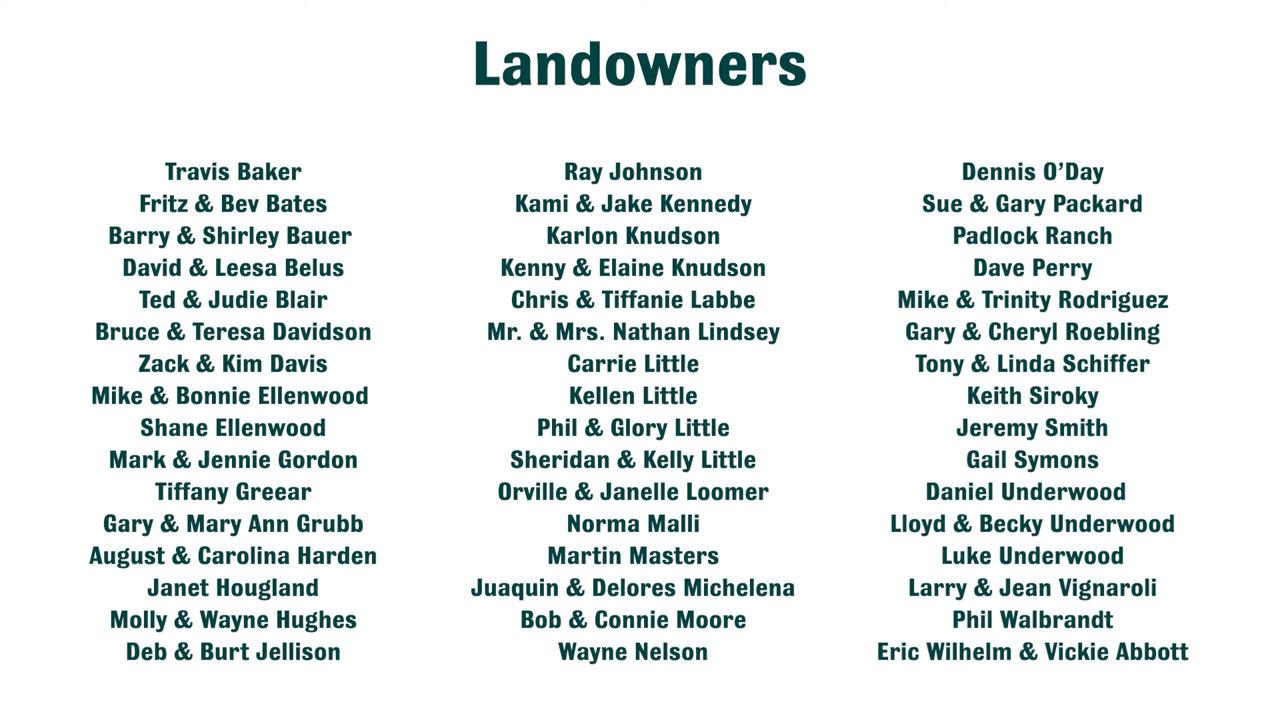 Landowners
Travis Baker
Fritz & Bev Bates
Barry & Shirley Bauer
David & Leesa Belus
Ted & Judie Blair
Bruce & Teresa Davidson
Zack & Kim Davis
Mike & Bonnie Ellenwood
Shane Ellenwood
Mark & Jennie Gordon
Tiffany Greear
Gary & Mary Ann Grubb
August & Carolina Harden
Janet Hougland
Molly & Wayne Hughes
Deb & Burt Jellison
Ray Johnson
Kami & Jake Kennedy
Karlon Knudson
Kenny & Elaine Knudson
Chris & Tiffanie Labbe
Mr. & Mrs. Nathan Lindsey
Carrie Little
Kellen Little
Phil & Glory Little
Sheridan & Kelly Little
Orville & Janelle Loomer
Norma Malli
Martin Masters
Juaquin & Delores Michelena
Bob & Connie Moore
Wayne Nelson
Dennis O’Day
Sue & Gary Packard
Padlock Ranch
Dave Perry
Mike & Trinity Rodriguez
Gary & Cheryl Roebling
Tony & Linda Schiffer
Keith Siroky
Jeremy Smith
Gail Symons
Daniel Underwood
Lloyd & Becky Underwood
Luke Underwood
Larry & Jean Vignaroli
Phil Walbrandt
Eric Wilhelm & Vickie Abbott